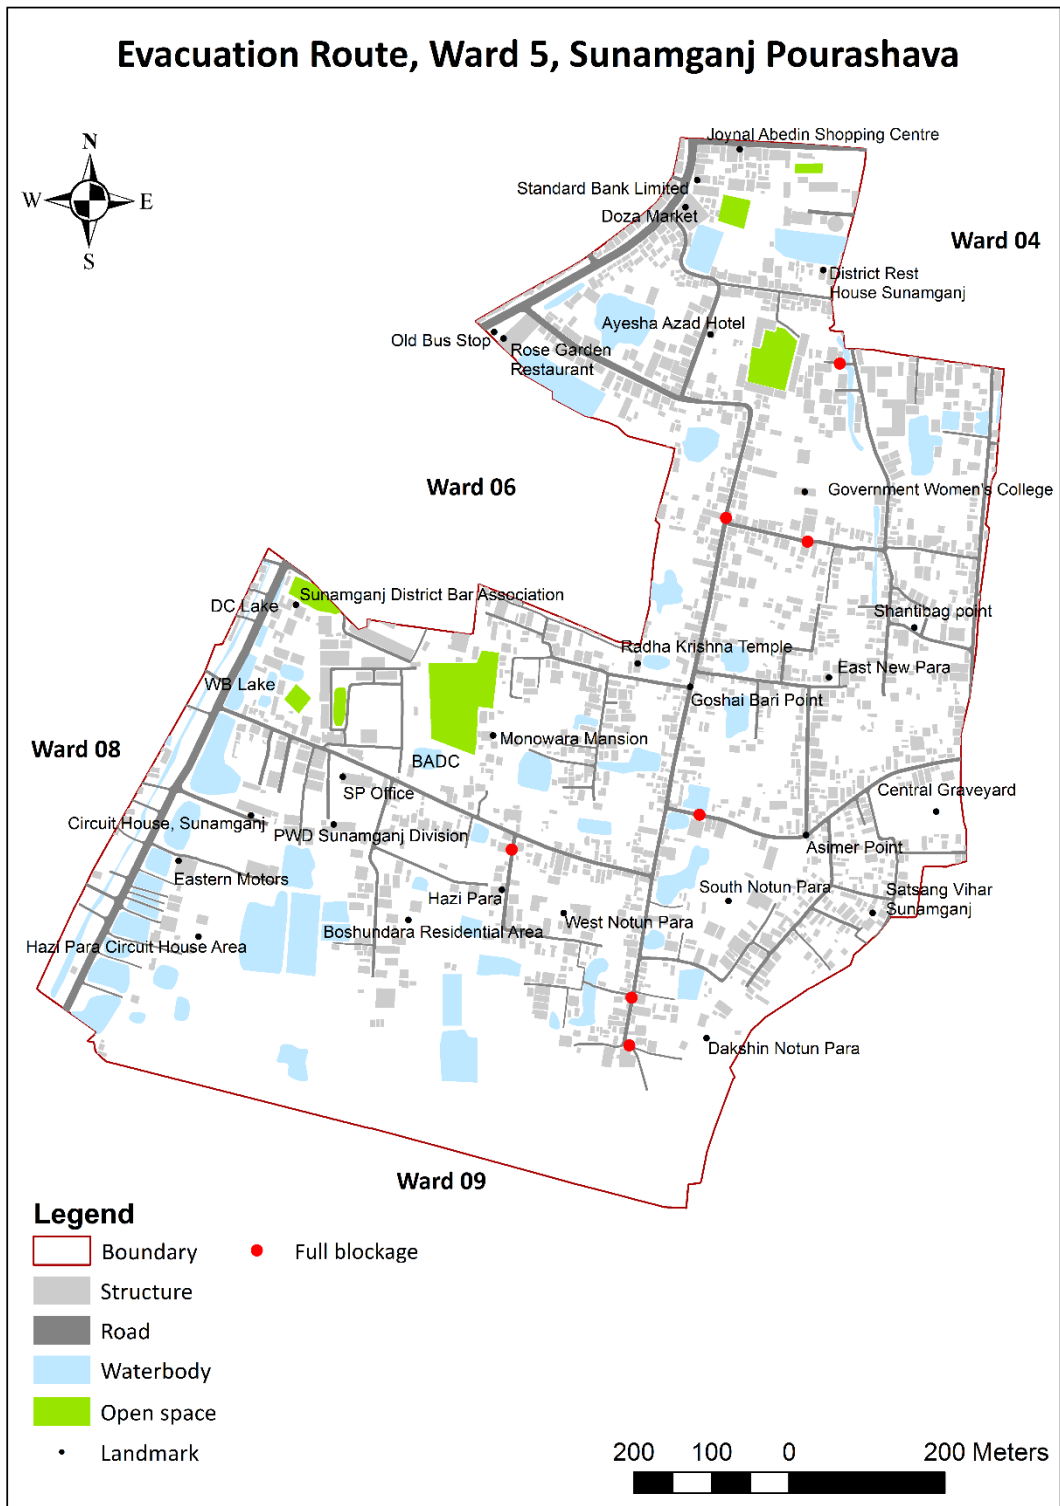 Evacuation Route, Ward 5, Sunamganj Pourashava
N
W
E
S
Joynal Abedin Shopping Centre
Standard Bank Limited
Doza Market
Ward 04
District Rest
House Sunamganj
Ayesha Azad Hotel
Old Bus Stop
Rose Garden
Restaurant
Ward 06
Government Women's College
Sunamganj District Bar Association
DC Lake
Shantibag point
Radha Krishna Temple
East New Para
WB Lake
Goshai Bari Point
Ward 08
Monowara Mansion
BADC
SP Office
Central Graveyard
Circuit House, Sunamganj
PWD Sunamganj Division
Asimer Point
Eastern Motors
Hazi Para
South Notun Para
Satsang Vihar
Sunamganj
West Notun Para
Boshundara Residential Area
Hazi Para Circuit House Area
Dakshin Notun Para
Ward 09
Legend
Boundary
Full blockage
Structure
Road
Waterbody
Open space
Landmark
200 100 0 200 Meters